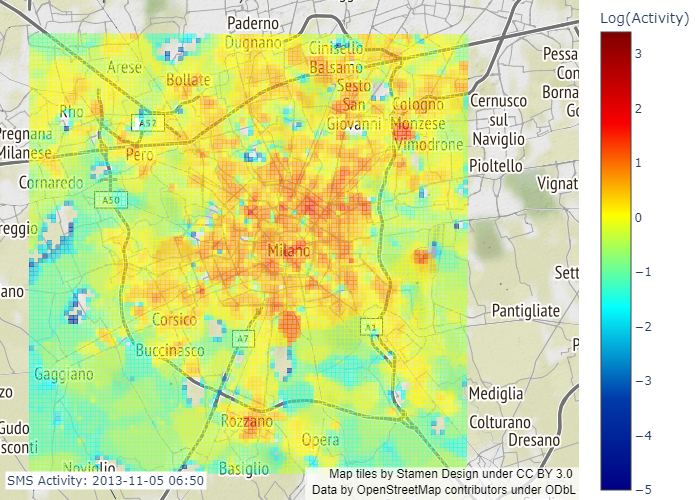 Log(Activity)
Paderno
Dugnano
Cinisello
Balsamo
Arese
Bollate
Sesto
San
Giovanni
Cologno
Monzese
Vimodrone
Pessa
Con
Borna
Go
Cernusco
sul
Naviglio
Pioltello
Vignat
Rho
A52
Pregnana
Milanese
Pero
Cornaredo
A50
reggio
Milano
Sett
ano
Pantigliate
Corsico
A7
A1
Buccinasco
P
Gaggiano
zo
Mediglia
Rozzano
Colturano
Gudo
Dresano
sconti
Opera
Noviglio
Basiglio
SMS Activity: 2013-11-05 06:50
Map tiles by Stamen Design under CC BY 3.0
Data by OpenStreetMap contributors under ODbL
3
2
1
0
−1
−2
−3
−4
−5